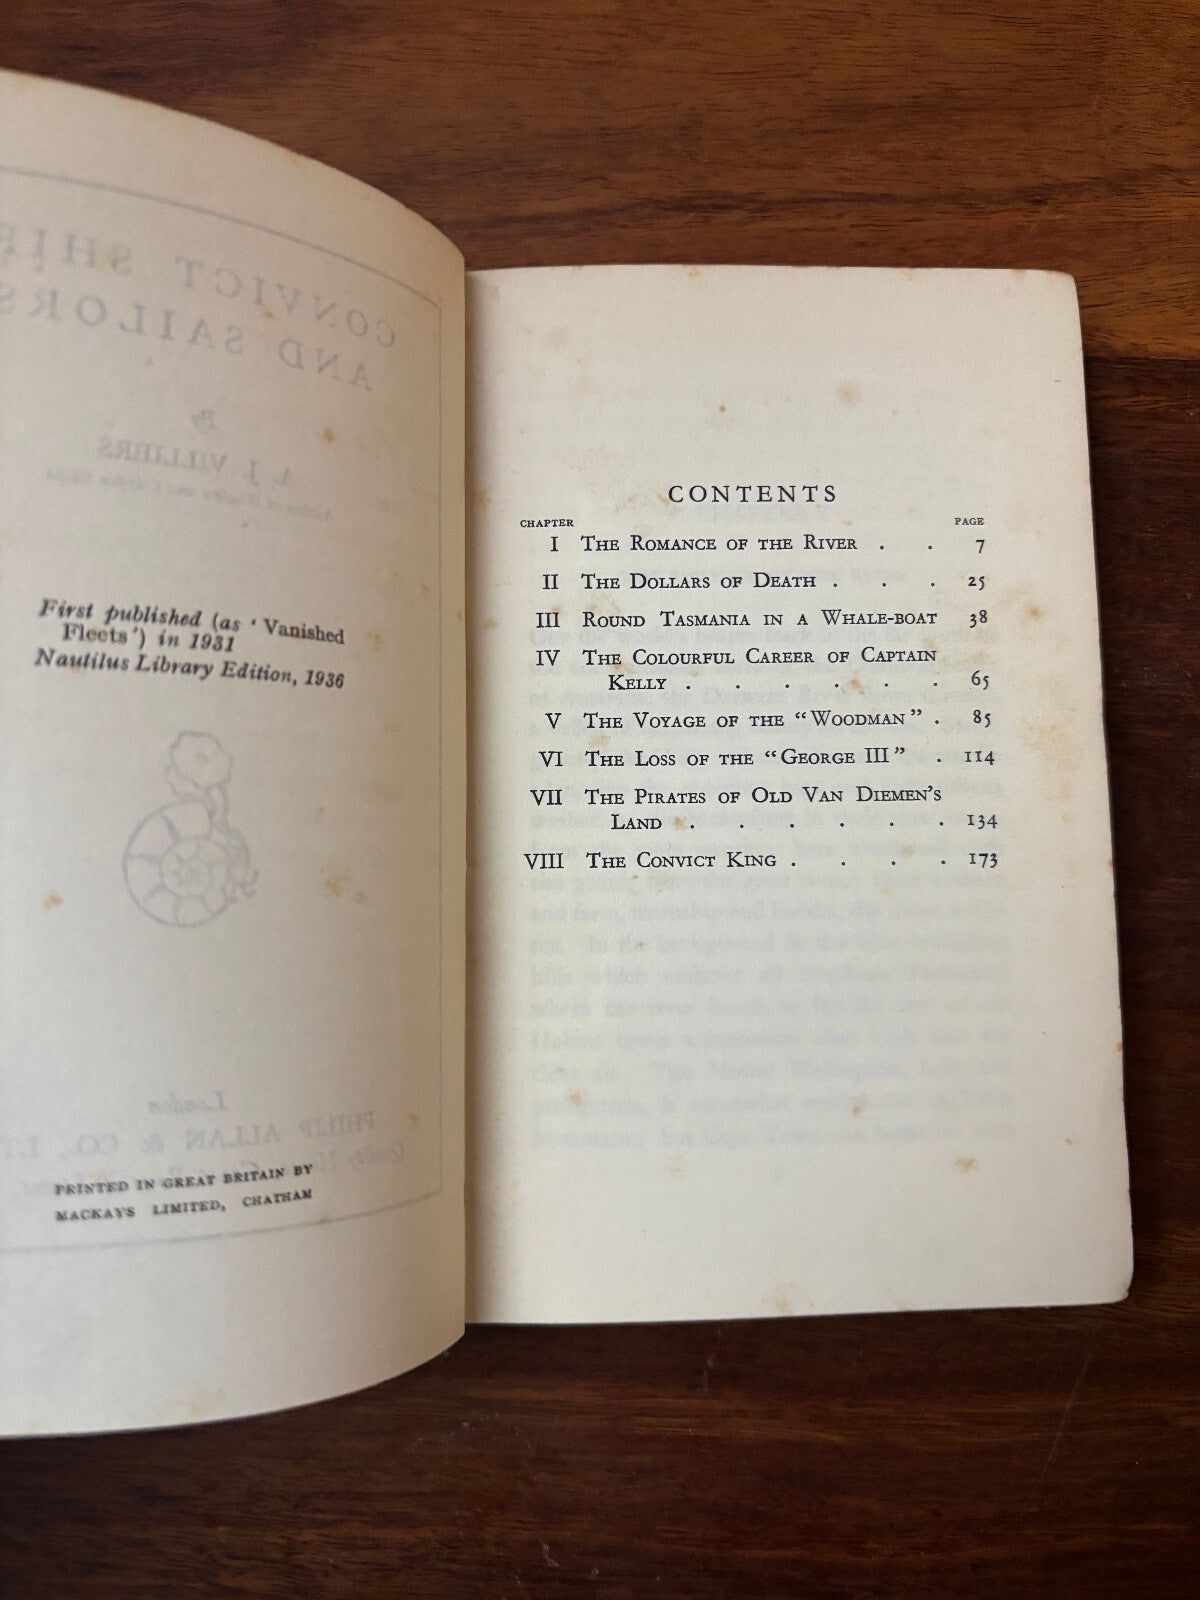 First published (as ‘Vanished
Fleets’) in 1931
Nautilus Library Edition, 1936
PRINTED IN GREAT BRITAIN BY
MACKAYS LIMITED, CHATHAM
CONTENTS
CHAPTER PAGE
I THE ROMANCE OF THE RIVER . . 7
II THE DOLLARS OF DEATH . . . 25
III ROUND TASMANIA IN A WHALE-BOAT 38
IV THE COLOURFUL CAREER OF CAPTAIN
KELLY . . . . . . 65
V THE VOYAGE OF THE “WOODMAN” . 85
VI THE LOSS OF THE “GEORGE III” . 114
VII THE PIRATES OF OLD VAN DIEMEN'S
LAND . . . . . . 134
VIII THE CONVICT KING . . . . 173